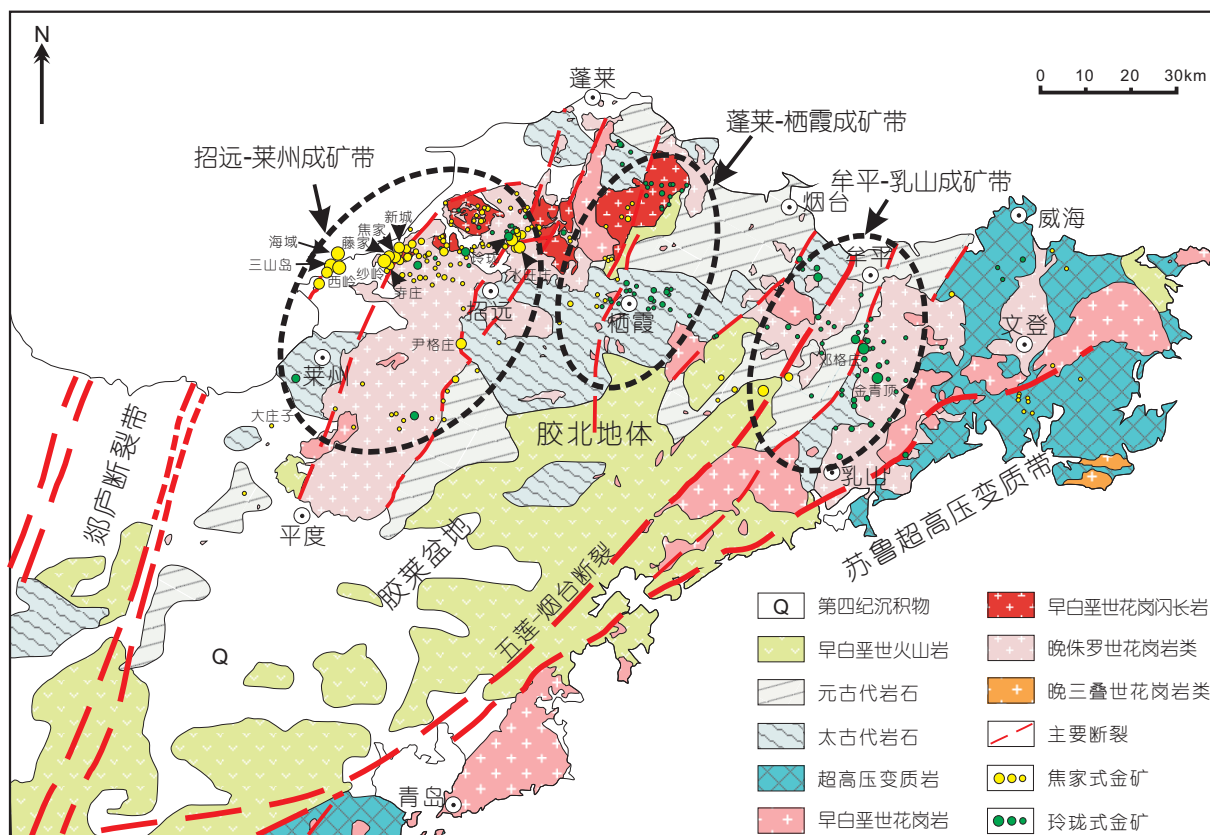 N
蓬莱
0 10 20 30km
蓬莱-栖霞成矿带
招远-莱州成矿带
牟平-乳山成矿带
烟台
威海
新城
焦家
海域
藤家
三山岛
玲珑
牟平
西岭
纱岭
水旺庄
寺庄
招远
栖霞
文登
尹格庄
邓格庄
莱州
金青顶
大庄子
胶北地体
郯庐断裂带
乳山
平度
胶莱盆地
苏鲁超高压变质带
五莲-烟台断裂
Q
青岛
Q 第四纪沉积物
早白垩世火山岩
元古代岩石
太古代岩石
超高压变质岩
早白垩世花岗岩
早白垩世花岗闪长岩
晚侏罗世花岗岩类
晚三叠世花岗岩类
主要断裂
焦家式金矿
玲珑式金矿